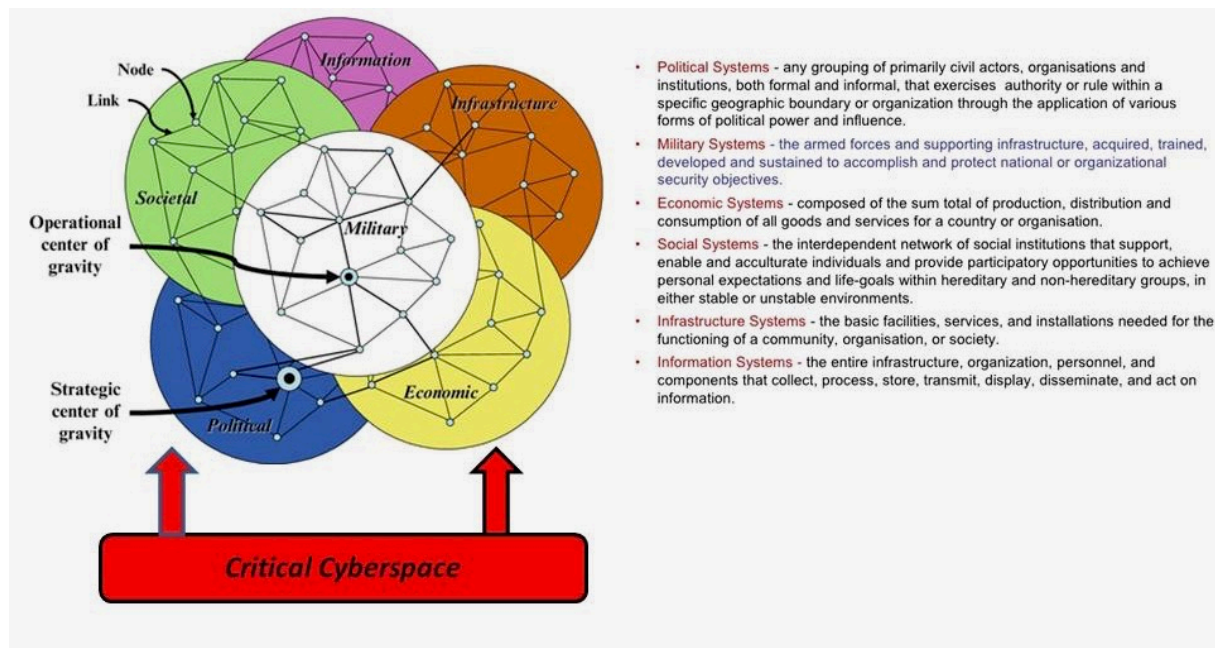 Information
Node
Link
Infrastructure
Societal
Military
Operational
center of
gravity
Strategic
center of
gravity
Economic
Political
Critical Cyberspace
• Political Systems - any grouping of primarily civil actors, organisations and
institutions, both formal and informal, that exercises authority or rule within a
specific geographic boundary or organization through the application of various
forms of political power and influence.
• Military Systems - the armed forces and supporting infrastructure, acquired, trained,
developed and sustained to accomplish and protect national or organizational
security objectives.
• Economic Systems - composed of the sum total of production, distribution and
consumption of all goods and services for a country or organisation.
• Social Systems - the interdependent network of social institutions that support,
enable and acculturate individuals and provide participatory opportunities to achieve
personal expectations and life-goals within hereditary and non-hereditary groups, in
either stable or unstable environments.
• Infrastructure Systems - the basic facilities, services, and installations needed for the
functioning of a community, organisation, or society.
• Information Systems - the entire infrastructure, organization, personnel, and
components that collect, process, store, transmit, display, disseminate, and act on
information.